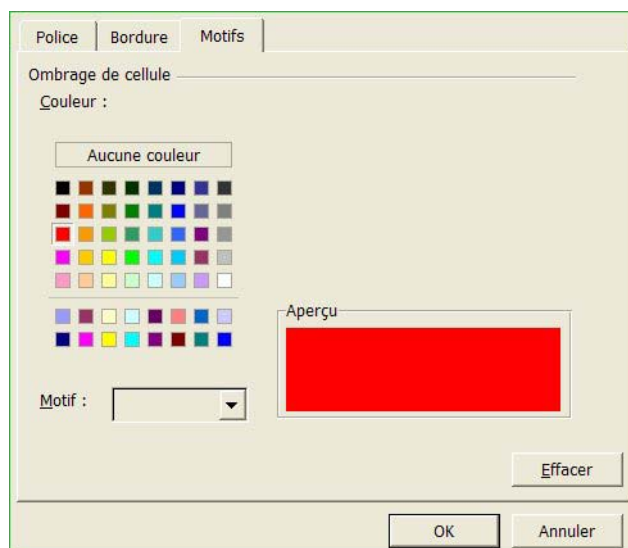 Police Bordure Motifs
Ombrage de cellule
Couleur :
Aucune couleur
Aperçu
Motif :
Effacer
OK Annuler